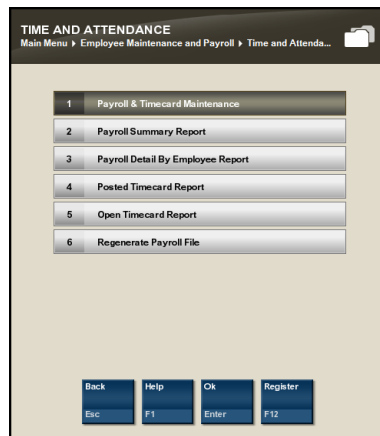 TIME AND ATTENDANCE
Main Menu ▸ Employee Maintenance and Payroll ▸ Time and Attenda...
1 Payroll & Timecard Maintenance
2 Payroll Summary Report
3 Payroll Detail By Employee Report
4 Posted Timecard Report
5 Open Timecard Report
6 Regenerate Payroll File
Back Help Ok Register
Esc F1 Enter F12